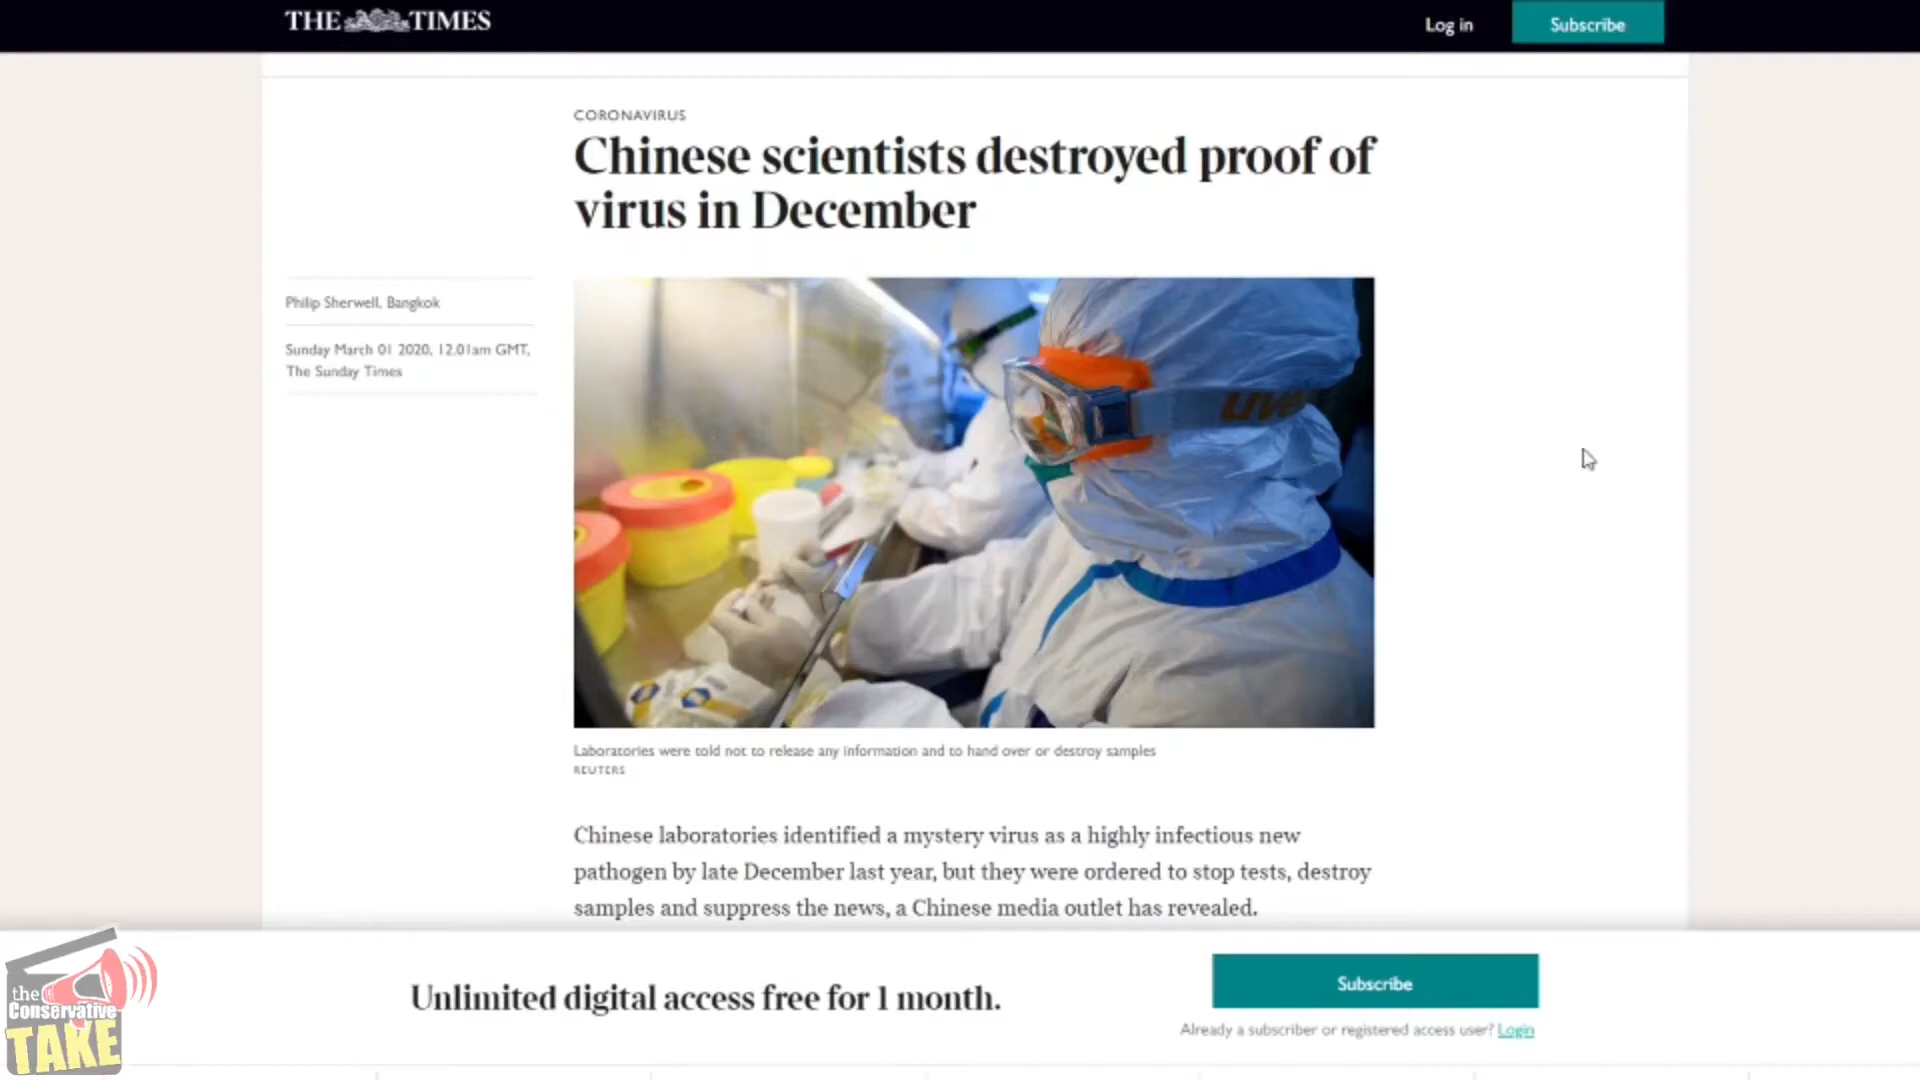 THE TIMES
Log in
Subscribe
CORONAVIRUS
Chinese scientists destroyed proof of
virus in December
Philip Sherwell, Bangkok
Sunday March 01 2020, 12.01am GMT,
The Sunday Times
uve
Laboratories were told not to release any information and to hand over or destroy samples
REUTERS
Chinese laboratories identified a mystery virus as a highly infectious new
pathogen by late December last year, but they were ordered to stop tests, destroy
samples and suppress the news, a Chinese media outlet has revealed.
Unlimited digital access free for 1 month.
Subscribe
Already a subscriber or registered access user? Login
the
Conservative
TAKE